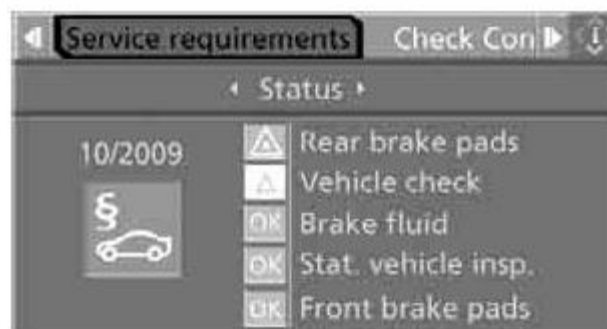 Service requirements Check Con
Status
10/2009
Rear brake pads
Vehicle check
§
OK Brake fluid
OK Stat. vehicle insp.
OK Front brake pads